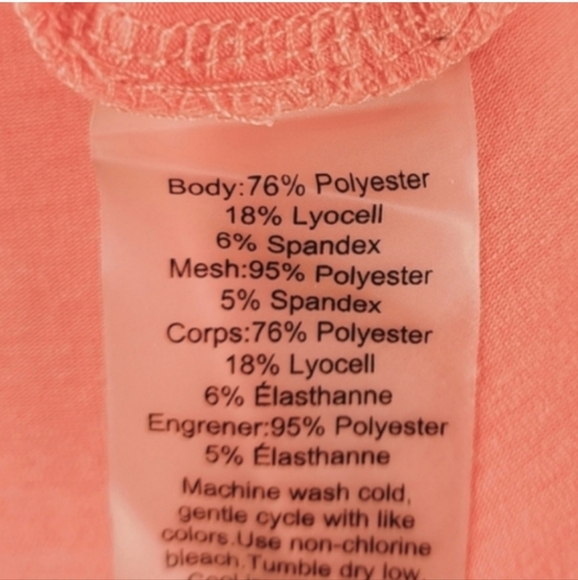 Body:76% Polyester
18% Lyocell
6% Spandex
Mesh:95% Polyester
5% Spandex
Corps:76% Polyester
18% Lyocell
6% Élasthanne
Engrener:95% Polyester
5% Élasthanne
Machine wash cold,
gentle cycle with like
colors.Use non-chlorine
bleach.Tumble dry low.